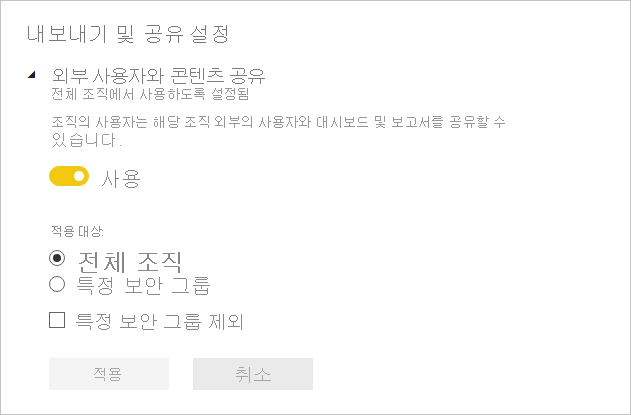 내보내기 및 공유 설정
외부 사용자와 콘텐츠 공유
전체 조직에서 사용하도록 설정됨
조직의 사용자는 해당 조직 외부의 사용자와 대시보드 및 보고서를 공유할 수
있습니다.
사용
적용 대상:
전체 조직
특정 보안 그룹
특정 보안 그룹 제외
적용 취소